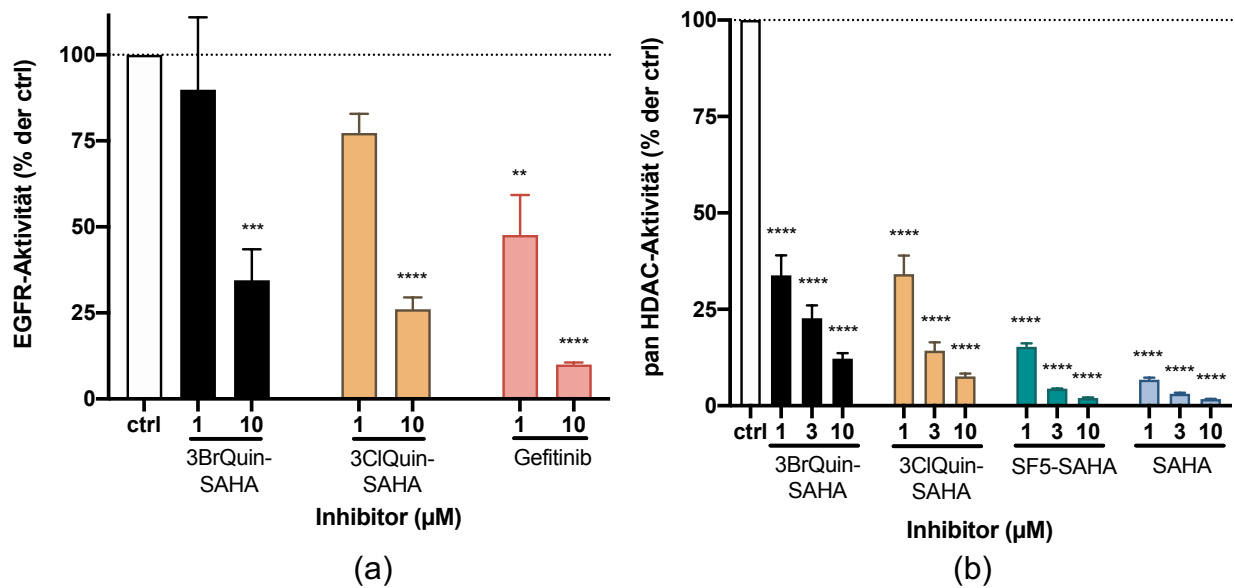 EGFR-Aktivität (% der ctrl)
100
75
50
25
0
***
****
**
****
ctrl 1 10 1 10 1 10
3BrQuin-
SAHA
3ClQuin-
SAHA
Gefitinib
Inhibitor (µM)
(a)
pan HDAC-Aktivität (% der ctrl)
100
75
50
25
0
**** **** ****
**** **** ****
**** **** ****
**** **** ****
ctrl 1 3 10 1 3 10 1 3 10 1 3 10
3BrQuin-
SAHA
3ClQuin-
SAHA
SF5-SAHA
SAHA
Inhibitor (µM)
(b)